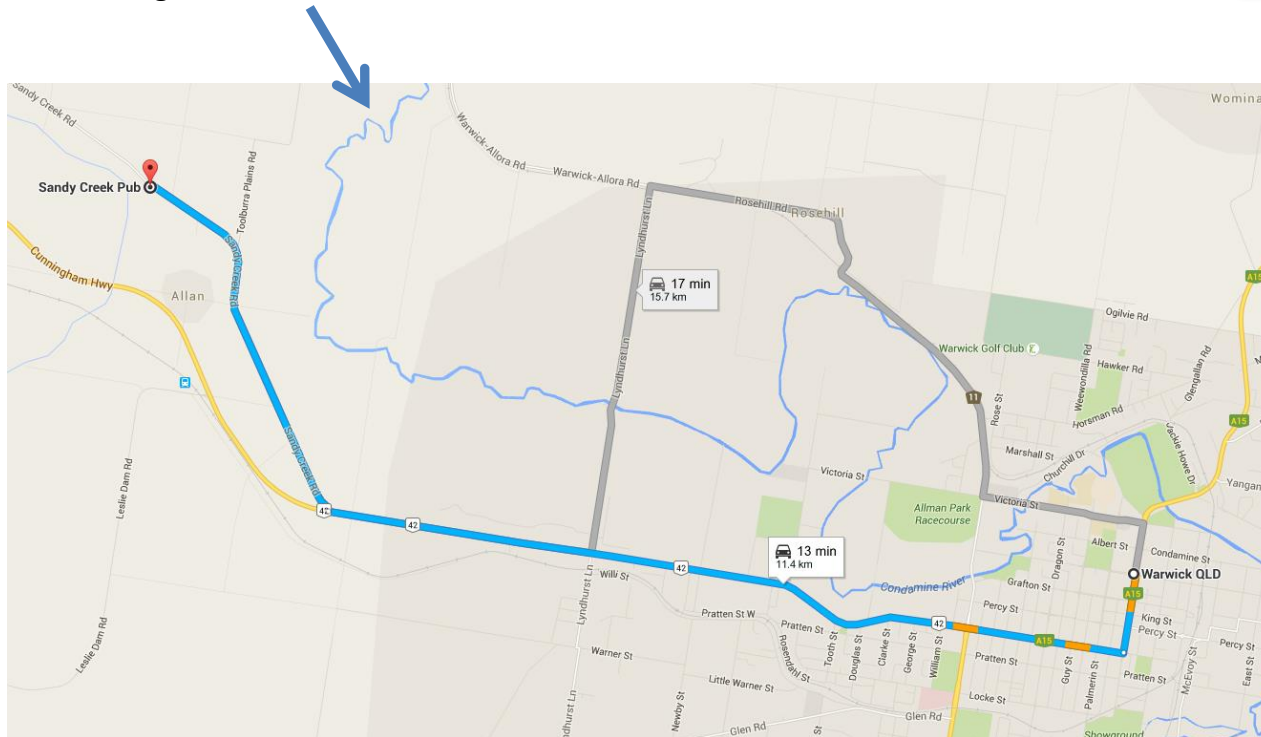 Womina
Sandy Creek Rd
Warwick-Allora Rd
Warwick-Allora Rd
Sandy Creek Pub
Toolburra Plains Rd
Rosehill Rd
Rosehill
Lyndhurst Ln
Sandy Creek Rd
Cunningham Hwy
Allan
17 min
15.7 km
A15
Ogilvie Rd
Warwick Golf Club
Weewondilla Rd
Hawker Rd
Glengallan Rd
11
Rose St
Horsman Rd
Lyndhurst Ln
A15
Jackie Howe Dr
Marshall St
Churchill Dr
Sandy Creek Rd
Leslie Dam Rd
Victoria St
Yangan
Victoria St
Allman Park
Racecourse
42
42
13 min
11.4 km
Albert St
Condamine St
Dragon St
42
Willi St
Condamine River
Grafton St
Warwick QLD
A15
Lyndhurst Ln
Pratten St W
Percy St
King St
Percy St
Pratten St
42
A15
Percy St
Rosendahl St
Tooth St
Douglas St
Clarke St
George St
William St
Pratten St
Guy St
Palmerin St
Pratten St
McEvoy St
East St
Leslie Dam Rd
Warner St
Little Warner St
Newby St
Locke St
Lyndhurst Ln
Glen Rd
St
Glen Rd
Showground